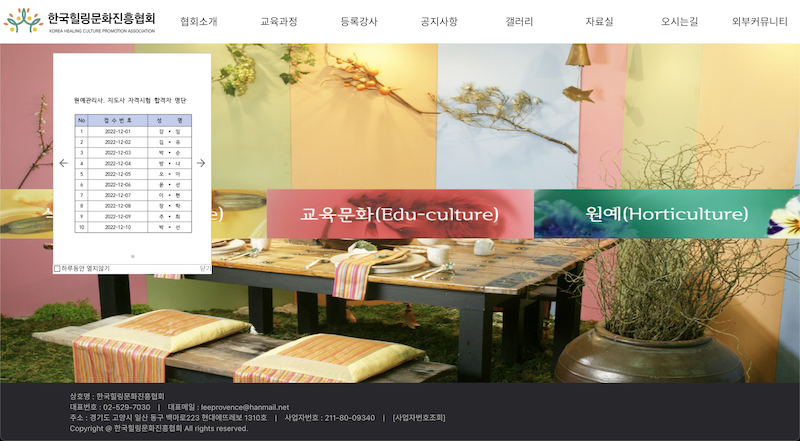 한국힐링문화진흥협회
KOREA HEALING CULTURE PROMOTION ASSOCIATION
협회소개 교육과정 등록강사 공지사항 갤러리 자료실 오시는길 외부커뮤니티
원예관리사. 지도사 자격시험 합격자 명단
No 접 수 번 호 성 명
1 2022-12-01 강 * 일
2 2022-12-02 김 * 유
3 2022-12-03 박 * 순
4 2022-12-04 방 * 나
5 2022-12-05 오 * 이
6 2022-12-06 윤 * 선
7 2022-12-07 이 * 현
8 2022-12-08 장 * 학
9 2022-12-09 주 * 희
10 2022-12-10 박 * 선
하루동안 열지않기 닫기
교육문화(Edu-culture)
원예(Horticulture)
상호명 : 한국힐링문화진흥협회
대표번호 : 02-529-7030 | 대표메일 : leeprovence@hanmail.net
주소 : 경기도 고양시 일산 동구 백마로223 현대에뜨레보 1310호 | 사업자번호 : 211-80-09340 | [사업자번호조회]
Copyright @ 한국힐링문화진흥협회 All rights reserved.